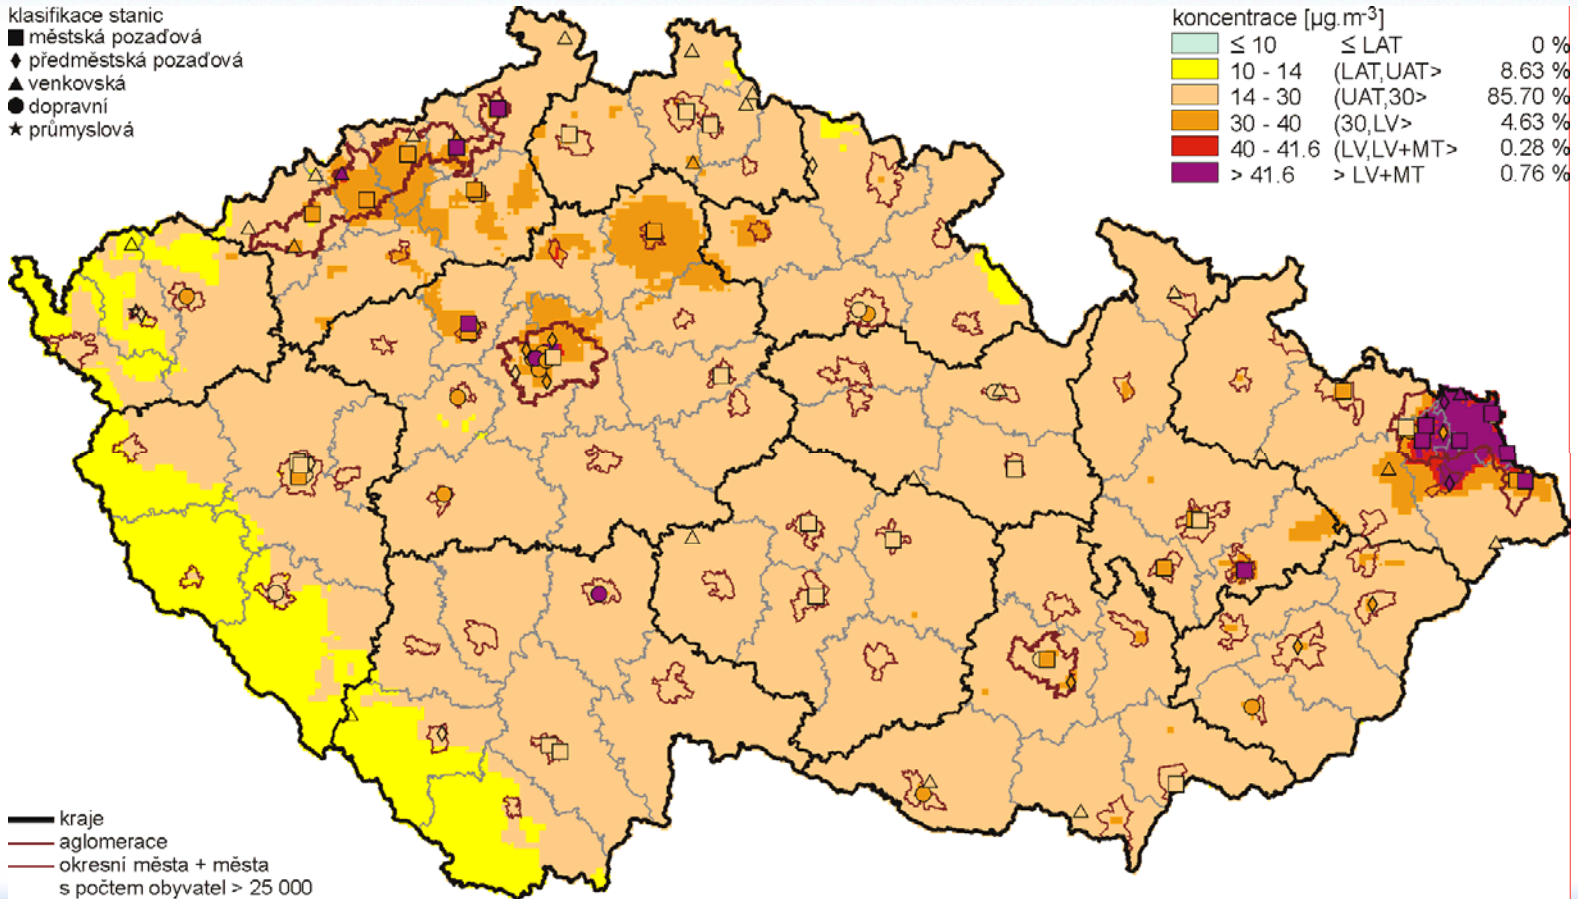 klasifikace stanic
městská pozaďová
předměstská pozaďová
venkovská
dopravní
průmyslová
koncentrace [µg.m-3]
≤ 10 ≤ LAT 0 %
10 - 14 (LAT,UAT> 8.63 %
14 - 30 (UAT,30> 85.70 %
30 - 40 (30,LV> 4.63 %
40 - 41.6 (LV,LV+MT> 0.28 %
> 41.6 > LV+MT 0.76 %
kraje
aglomerace
okresní města + města
s počtem obyvatel > 25 000